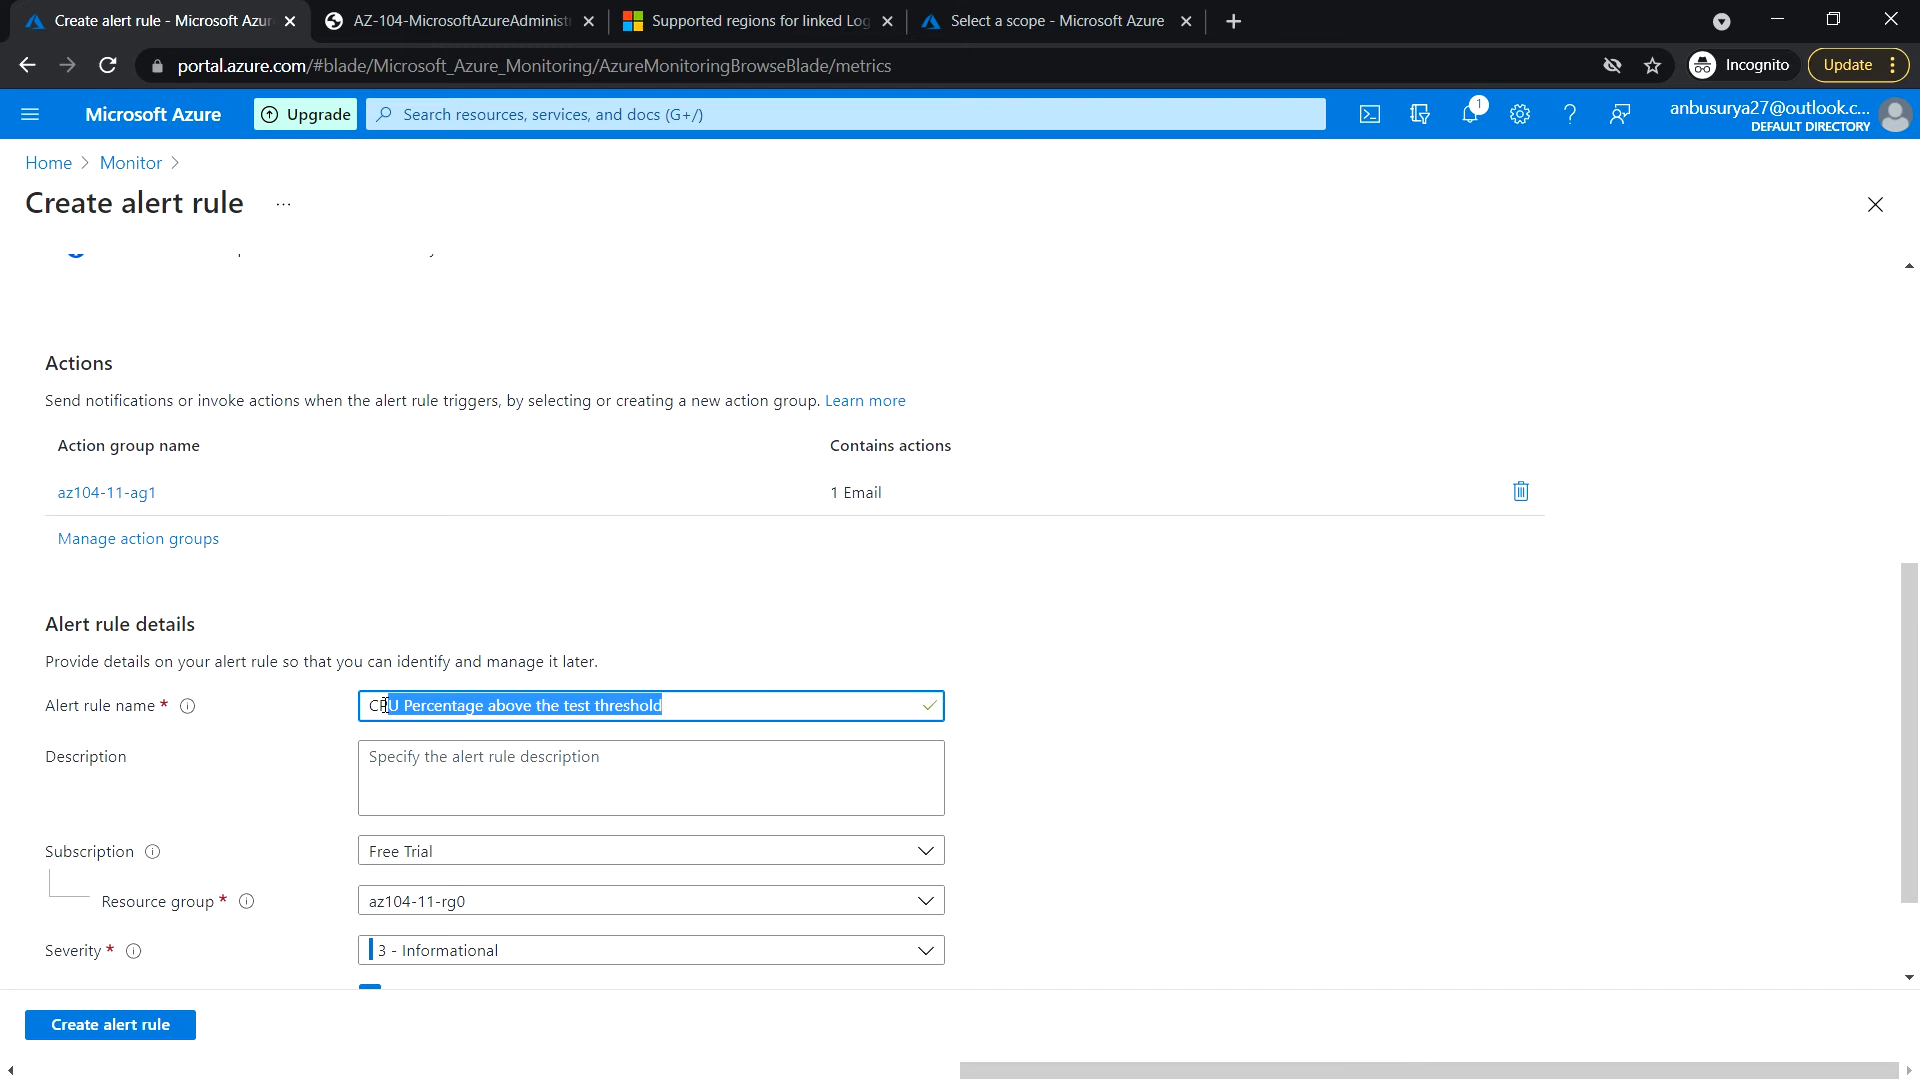 Create alert rule - Microsoft Azur
AZ-104-MicrosoftAzureAdminist
Supported regions for linked Log
Select a scope - Microsoft Azure
portal.azure.com/#blade/Microsoft_Azure_Monitoring/AzureMonitoringBrowseBlade/metrics
Incognito
Update
Microsoft Azure
Upgrade
Search resources, services, and docs (G+/)
1
anbusurya27@outlook.c...
DEFAULT DIRECTORY
Home > Monitor >
Create alert rule ...
Actions
Send notifications or invoke actions when the alert rule triggers, by selecting or creating a new action group. Learn more
Action group name Contains actions
az104-11-ag1 1 Email
Manage action groups
Alert rule details
Provide details on your alert rule so that you can identify and manage it later.
Alert rule name * CPU Percentage above the test threshold
Description Specify the alert rule description
Subscription Free Trial
Resource group * az104-11-rg0
Severity * 3 - Informational
Create alert rule